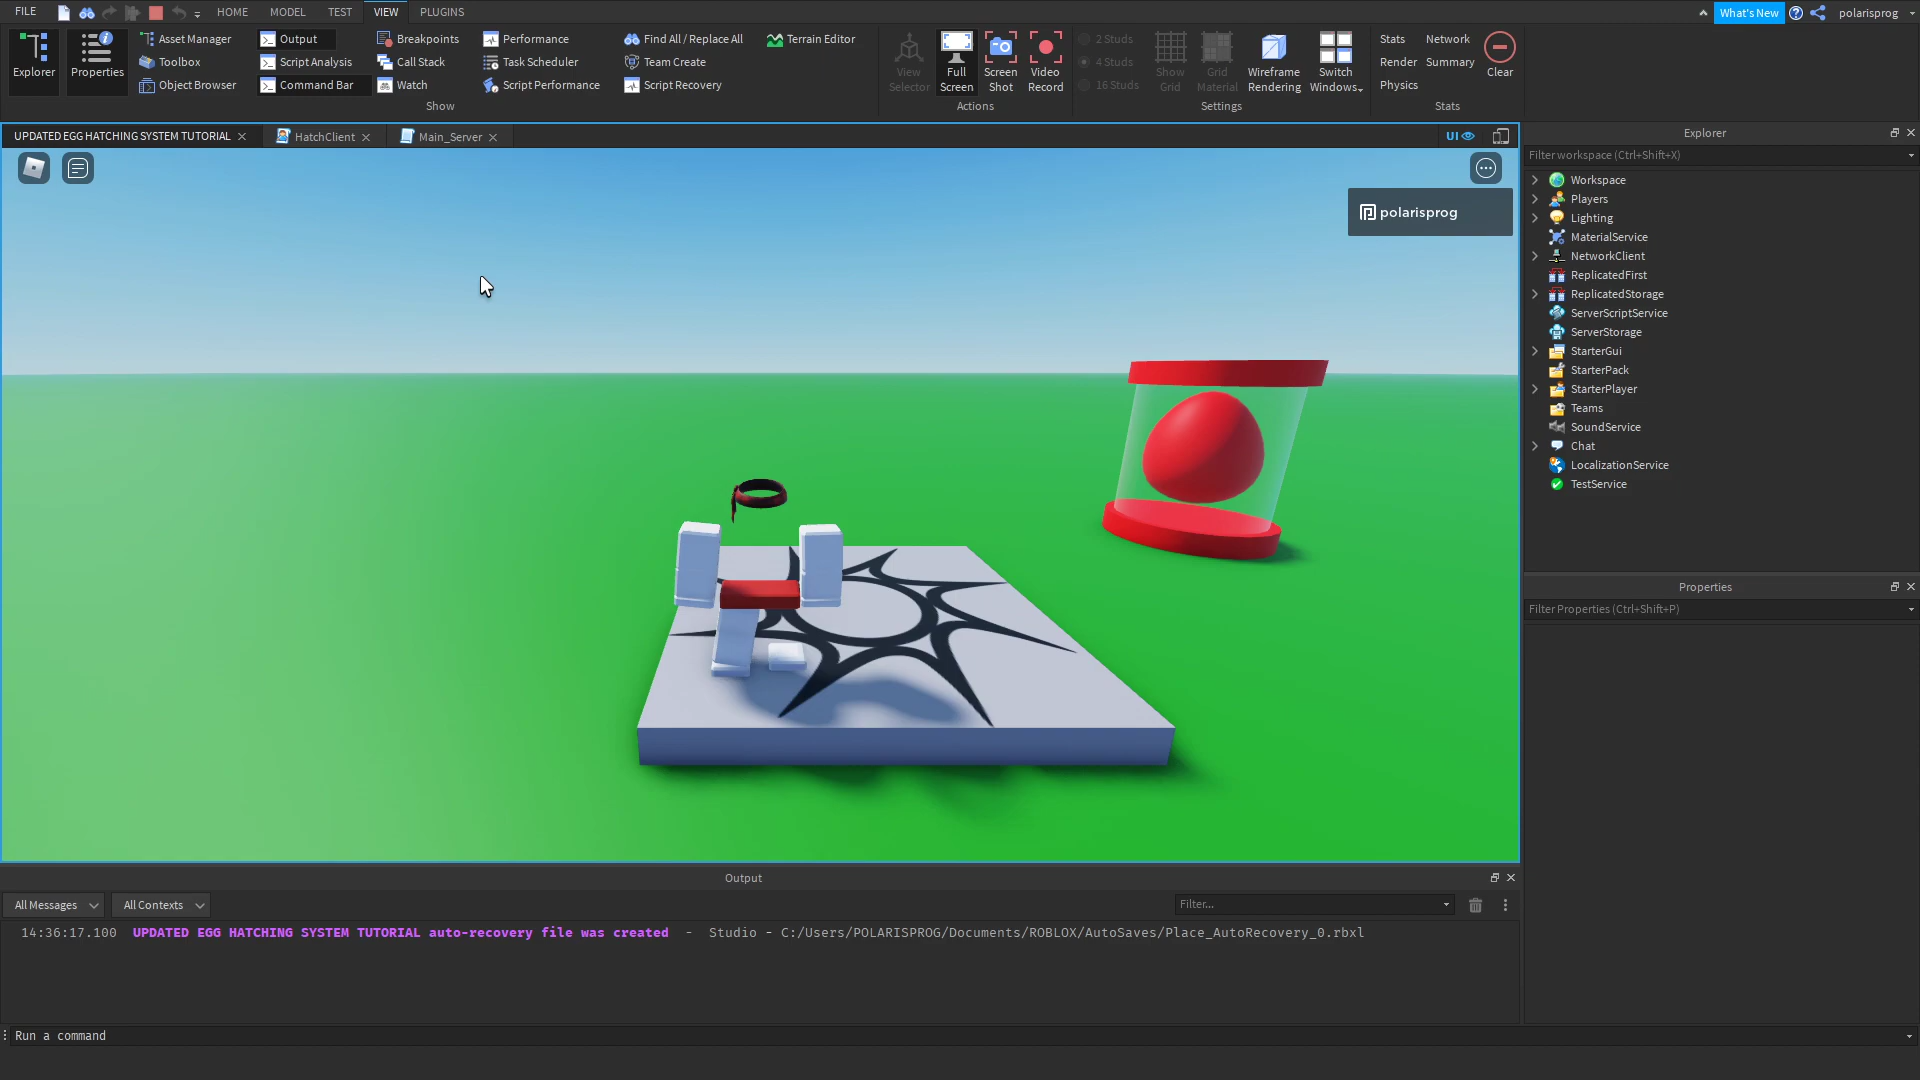 FILE HOME MODEL TEST VIEW PLUGINS What's New polarisprog
Explorer
Properties
Asset Manager
Toolbox
Object Browser
Output
Script Analysis
Command Bar
Breakpoints
Call Stack
Watch
Performance
Task Scheduler
Script Performance
Find All / Replace All
Team Create
Script Recovery
Terrain Editor
Show
View
Selector
Full
Screen
Screen
Shot
Video
Record
Actions
2 Studs
4 Studs
16 Studs
Show
Grid
Grid
Material
Wireframe
Rendering
Switch
Windows
Settings
Stats Network
Render Summary
Physics
Clear
Stats
UPDATED EGG HATCHING SYSTEM TUTORIAL HatchClient Main_Server UI
polarisprog
Explorer
Filter workspace (Ctrl+Shift+X)
Workspace
Players
Lighting
MaterialService
NetworkClient
ReplicatedFirst
ReplicatedStorage
ServerScriptService
ServerStorage
StarterGui
StarterPack
StarterPlayer
Teams
SoundService
Chat
LocalizationService
TestService
Properties
Filter Properties (Ctrl+Shift+P)
Output
All Messages All Contexts Filter...
14:36:17.100 UPDATED EGG HATCHING SYSTEM TUTORIAL auto-recovery file was created - Studio - C:/Users/POLARISPROG/Documents/ROBLOX/AutoSaves/Place_AutoRecovery_0.rbxl
Run a command